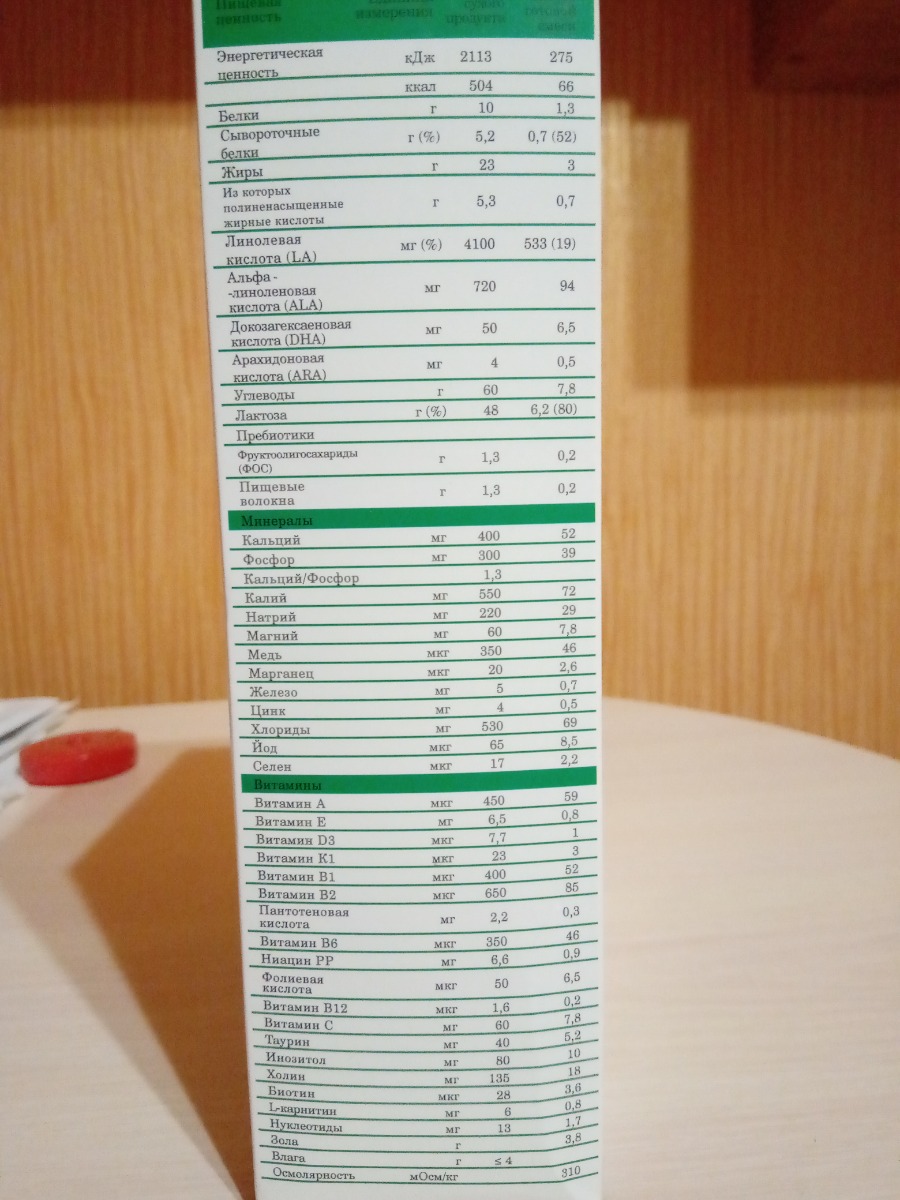 Пищевая Единица сухого готовой
ценность измерения продукта смеси
Энергетическая кДж 2113 275
ценность
ккал 504 66
Белки г 10 1,3
Сывороточные г (%) 5,2 0,7 (52)
белки
Жиры г 23 3
Из которых
полиненасыщенные г 5,3 0,7
жирные кислоты
Линолевая мг (%) 4100 533 (19)
кислота (LA)
Альфа -
-линоленовая мг 720 94
кислота (ALA)
Докозагексаеновая мг 50 6,5
кислота (DHA)
Арахидоновая мг 4 0,5
кислота (ARA)
Углеводы г 60 7,8
Лактоза г (%) 48 6,2 (80)
Пребиотики
Фруктоолигосахариды г 1,3 0,2
(ФОС)
Пищевые г 1,3 0,2
волокна
Минералы
Кальций мг 400 52
Фосфор мг 300 39
Кальций/Фосфор 1,3
Калий мг 550 72
Натрий мг 220 29
Магний мг 60 7,8
Медь мкг 350 46
Марганец мкг 20 2,6
Железо мг 5 0,7
Цинк мг 4 0,5
Хлориды мг 530 69
Йод мкг 65 8,5
Селен мкг 17 2,2
Витамины
Витамин А мкг 450 59
Витамин Е мг 6,5 0,8
Витамин D3 мкг 7,7 1
Витамин К1 мкг 23 3
Витамин В1 мкг 400 52
Витамин В2 мкг 650 85
Пантотеновая мг 2,2 0,3
кислота
Витамин В6 мкг 350 46
Ниацин РР мг 6,6 0,9
Фолиевая мкг 50 6,5
кислота
Витамин В12 мкг 1,6 0,2
Витамин С мг 60 7,8
Таурин мг 40 5,2
Инозитол мг 80 10
Холин мг 135 18
Биотин мкг 28 3,6
L-карнитин мг 6 0,8
Нуклеотиды мг 13 1,7
Зола г 3,8
Влага г ≤ 4
Осмолярность мОсм/кг 310